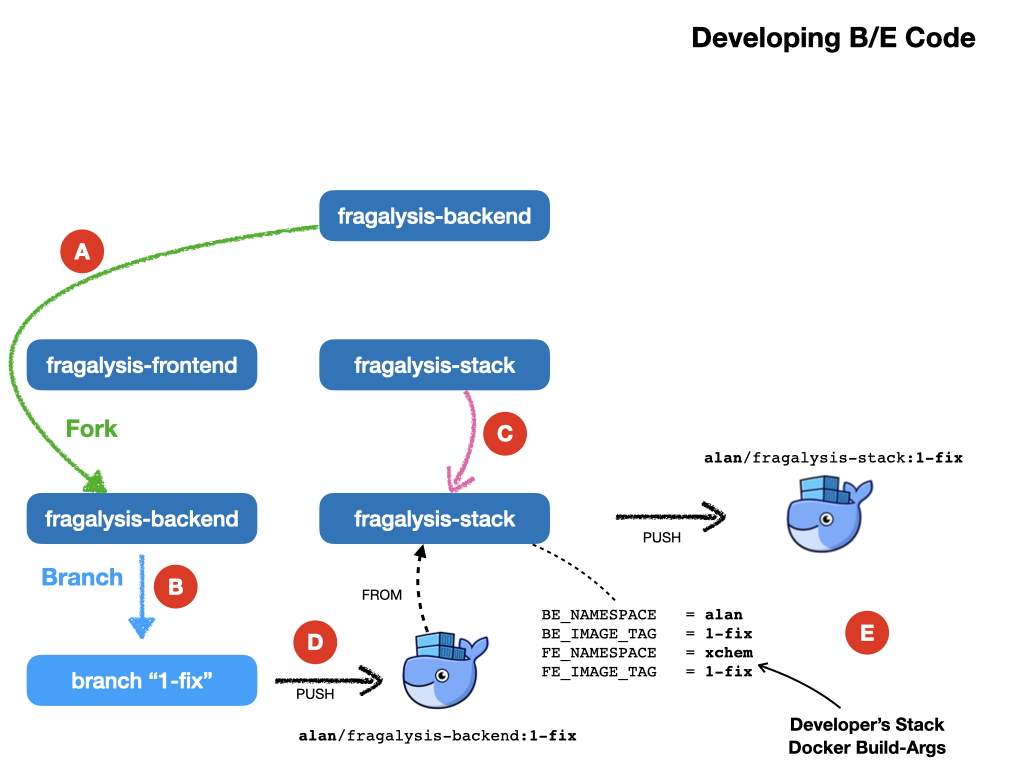 Developing B/E Code
fragalysis-backend
A
fragalysis-frontend
fragalysis-stack
Fork
C
alan/fragalysis-stack:1-fix
fragalysis-backend
fragalysis-stack
PUSH
Branch
B
FROM
BE_NAMESPACE = alan
BE_IMAGE_TAG = 1-fix
FE_NAMESPACE = xchem
FE_IMAGE_TAG = 1-fix
E
D
branch “1-fix”
PUSH
alan/fragalysis-backend:1-fix
Developer’s Stack
Docker Build-Args